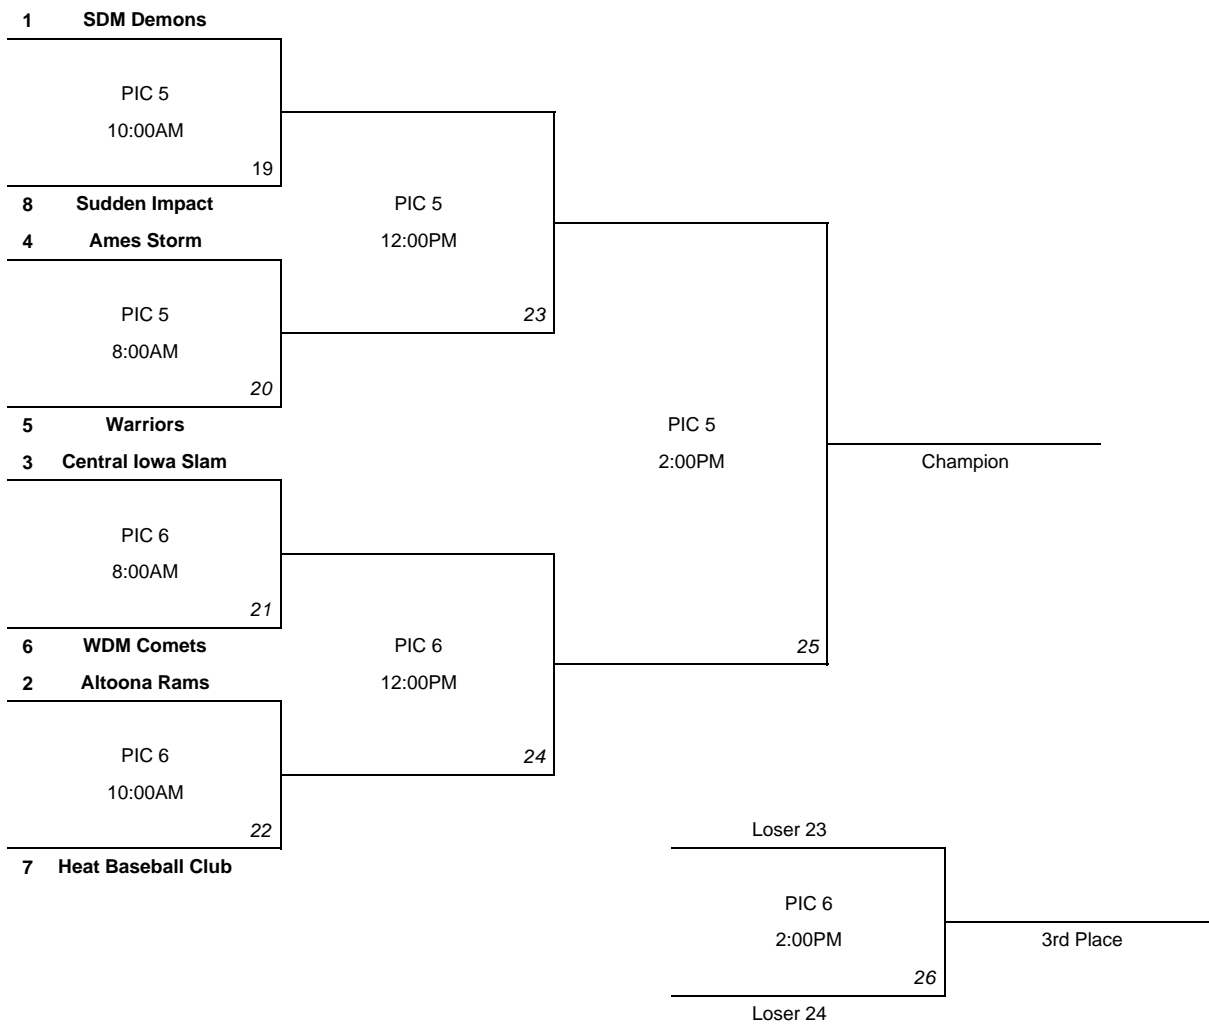 1 SDM Demons
PIC 5
10:00AM
19
8 Sudden Impact
PIC 5
4 Ames Storm
12:00PM
PIC 5
23
8:00AM
20
5 Warriors
PIC 5
3 Central Iowa Slam
2:00PM
Champion
PIC 6
8:00AM
21
6 WDM Comets
PIC 6
25
2 Altoona Rams
12:00PM
PIC 6
24
10:00AM
22
Loser 23
7 Heat Baseball Club
PIC 6
2:00PM
3rd Place
26
Loser 24